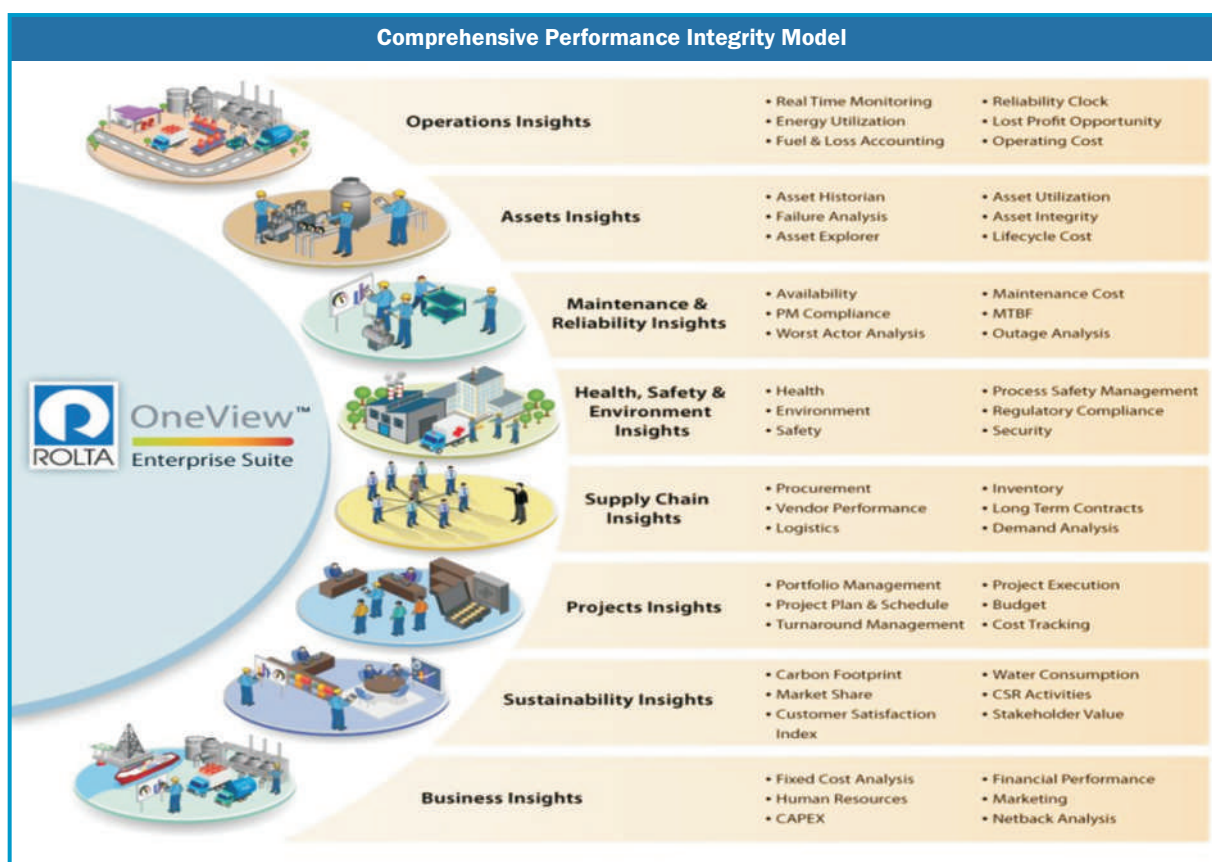 Comprehensive Performance Integrity Model
Operations Insights
• Real Time Monitoring
• Energy Utilization
• Fuel & Loss Accounting
• Reliability Clock
• Lost Profit Opportunity
• Operating Cost
Assets Insights
• Asset Historian
• Failure Analysis
• Asset Explorer
• Asset Utilization
• Asset Integrity
• Lifecycle Cost
Maintenance &
Reliability Insights
• Availability
• PM Compliance
• Worst Actor Analysis
• Maintenance Cost
• MTBF
• Outage Analysis
ROLTA
OneView™
Enterprise Suite
Health, Safety &
Environment
Insights
• Health
• Environment
• Safety
• Process Safety Management
• Regulatory Compliance
• Security
Supply Chain
Insights
• Procurement
• Vendor Performance
• Logistics
• Inventory
• Long Term Contracts
• Demand Analysis
Projects Insights
• Portfolio Management
• Project Plan & Schedule
• Turnaround Management
• Project Execution
• Budget
• Cost Tracking
Sustainability Insights
• Carbon Footprint
• Market Share
• Customer Satisfaction
Index
• Water Consumption
• CSR Activities
• Stakeholder Value
Business Insights
• Fixed Cost Analysis
• Human Resources
• CAPEX
• Financial Performance
• Marketing
• Netback Analysis